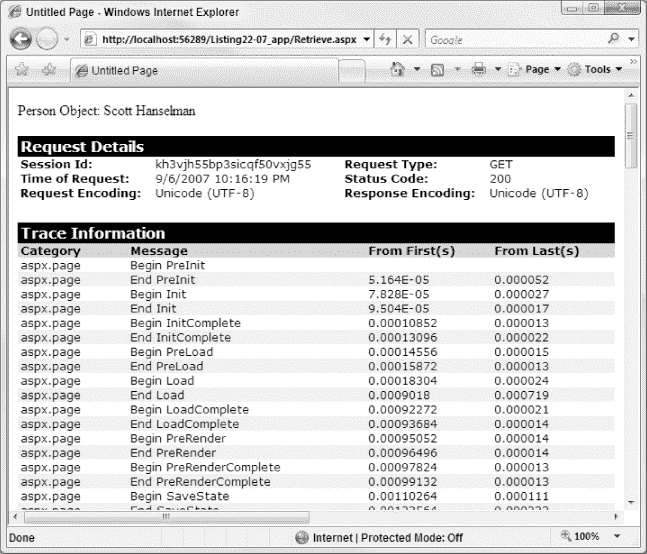 Untitled Page - Windows Internet Explorer
http://localhost:56289/Listing22-07_app/Retrieve.aspx
Google
Untitled Page
Page
Tools
Person Object: Scott Hanselman
Request Details
Session Id: kh3vjh55bp3sicqf50vxjg55 Request Type: GET
Time of Request: 9/6/2007 10:16:19 PM Status Code: 200
Request Encoding: Unicode (UTF-8) Response Encoding: Unicode (UTF-8)
Trace Information
Category Message From First(s) From Last(s)
aspx.page Begin PreInit
aspx.page End PreInit 5.164E-05 0.000052
aspx.page Begin Init 7.828E-05 0.000027
aspx.page End Init 9.504E-05 0.000017
aspx.page Begin InitComplete 0.00010852 0.000013
aspx.page End InitComplete 0.00013096 0.000022
aspx.page Begin PreLoad 0.00014556 0.000015
aspx.page End PreLoad 0.00015872 0.000013
aspx.page Begin Load 0.00018304 0.000024
aspx.page End Load 0.0009018 0.000719
aspx.page Begin LoadComplete 0.00092272 0.000021
aspx.page End LoadComplete 0.00093684 0.000014
aspx.page Begin PreRender 0.00095052 0.000014
aspx.page End PreRender 0.00096496 0.000014
aspx.page Begin PreRenderComplete 0.00097824 0.000013
aspx.page End PreRenderComplete 0.00099132 0.000013
aspx.page Begin SaveState 0.00110264 0.000111
aspx.page End SaveState
Done
Internet | Protected Mode: Off
100%